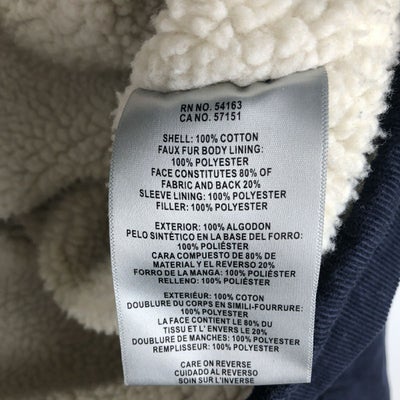 RN NO. 54163
CA NO. 57151
SHELL: 100% COTTON
FAUX FUR BODY LINING:
100% POLYESTER
FACE CONSTITUTES 80% OF
FABRIC AND BACK 20%
SLEEVE LINING: 100% POLYESTER
FILLER: 100% POLYESTER
EXTERIOR: 100% ALGODON
PELO SINTÉTICO EN LA BASE DEL FORRO:
100% POLIÉSTER
CARA COMPUESTO DE 80% DE
MATERIAL Y EL REVERSO 20%
FORRO DE LA MANGA: 100% POLIÉSTER
RELLENO: 100% POLIÉSTER
EXTERIEÚR: 100% COTON
DOUBLURE DU CORPS EN SIMILI-FOURRURE:
100% POLYESTER
LA FACE CONTIENT LE 80% DU
TISSU ET L' ENVERS LE 20%
DOUBLURE DE MANCHES: 100% POLYESTER
REMPLISSEUR: 100% POLYESTER
CARE ON REVERSE
CUIDADO AL REVERSO
SOIN SUR L'ENVERSE